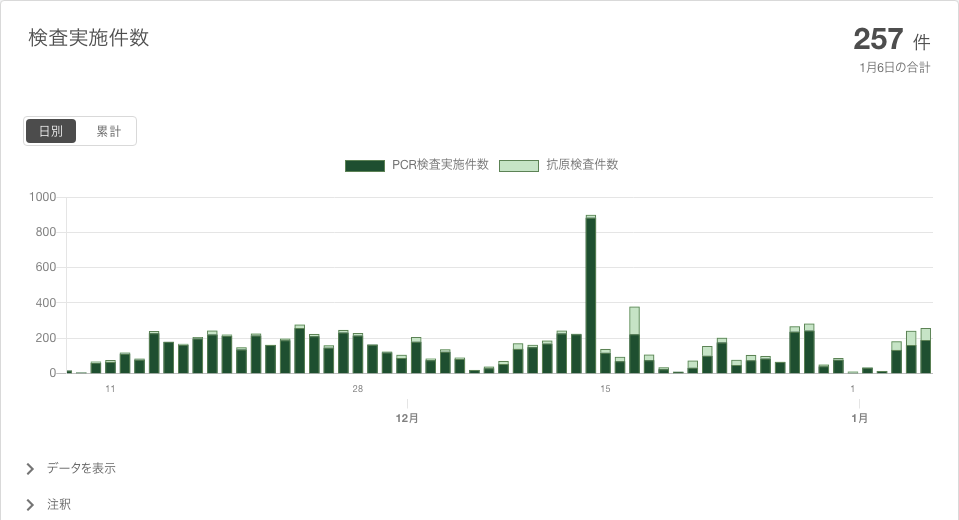 検査実施件数
257 件
1月6日の合計
日別 累計
PCR検査実施件数 抗原検査件数
1000
800
600
400
200
0
11 28 15 1
12月 1月
データを表示
注釈